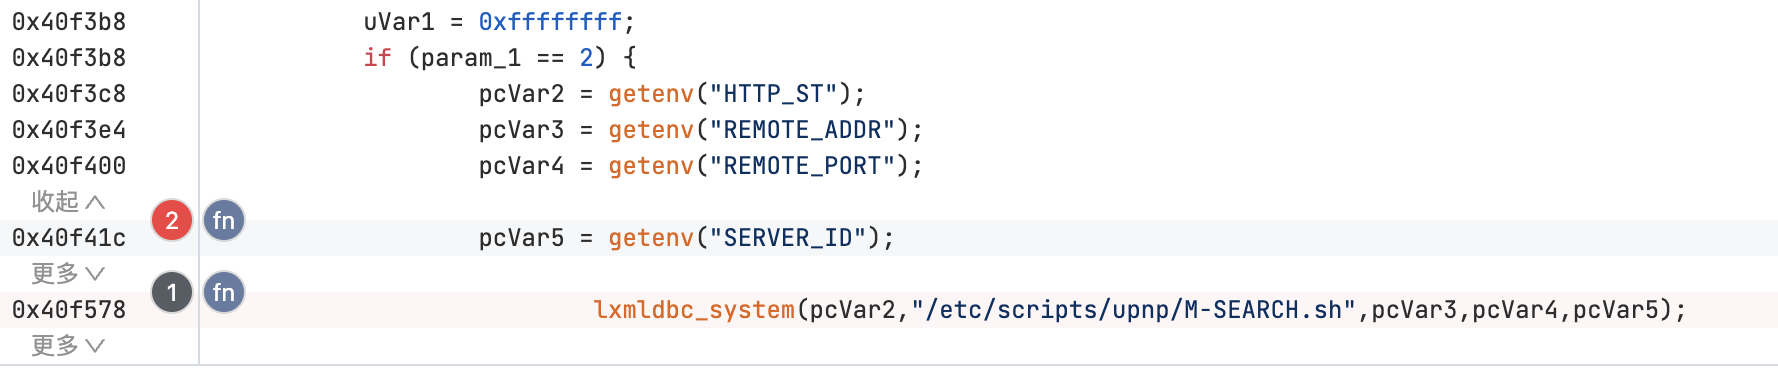 0x40f3b8 uVar1 = 0xffffffff;
0x40f3b8 if (param_1 == 2) {
0x40f3c8 pcVar2 = getenv("HTTP_ST");
0x40f3e4 pcVar3 = getenv("REMOTE_ADDR");
0x40f400 pcVar4 = getenv("REMOTE_PORT");
收起
2 fn
0x40f41c pcVar5 = getenv("SERVER_ID");
更多
1 fn
0x40f578 lxmldbc_system(pcVar2,"/etc/scripts/upnp/M-SEARCH.sh",pcVar3,pcVar4,pcVar5);
更多